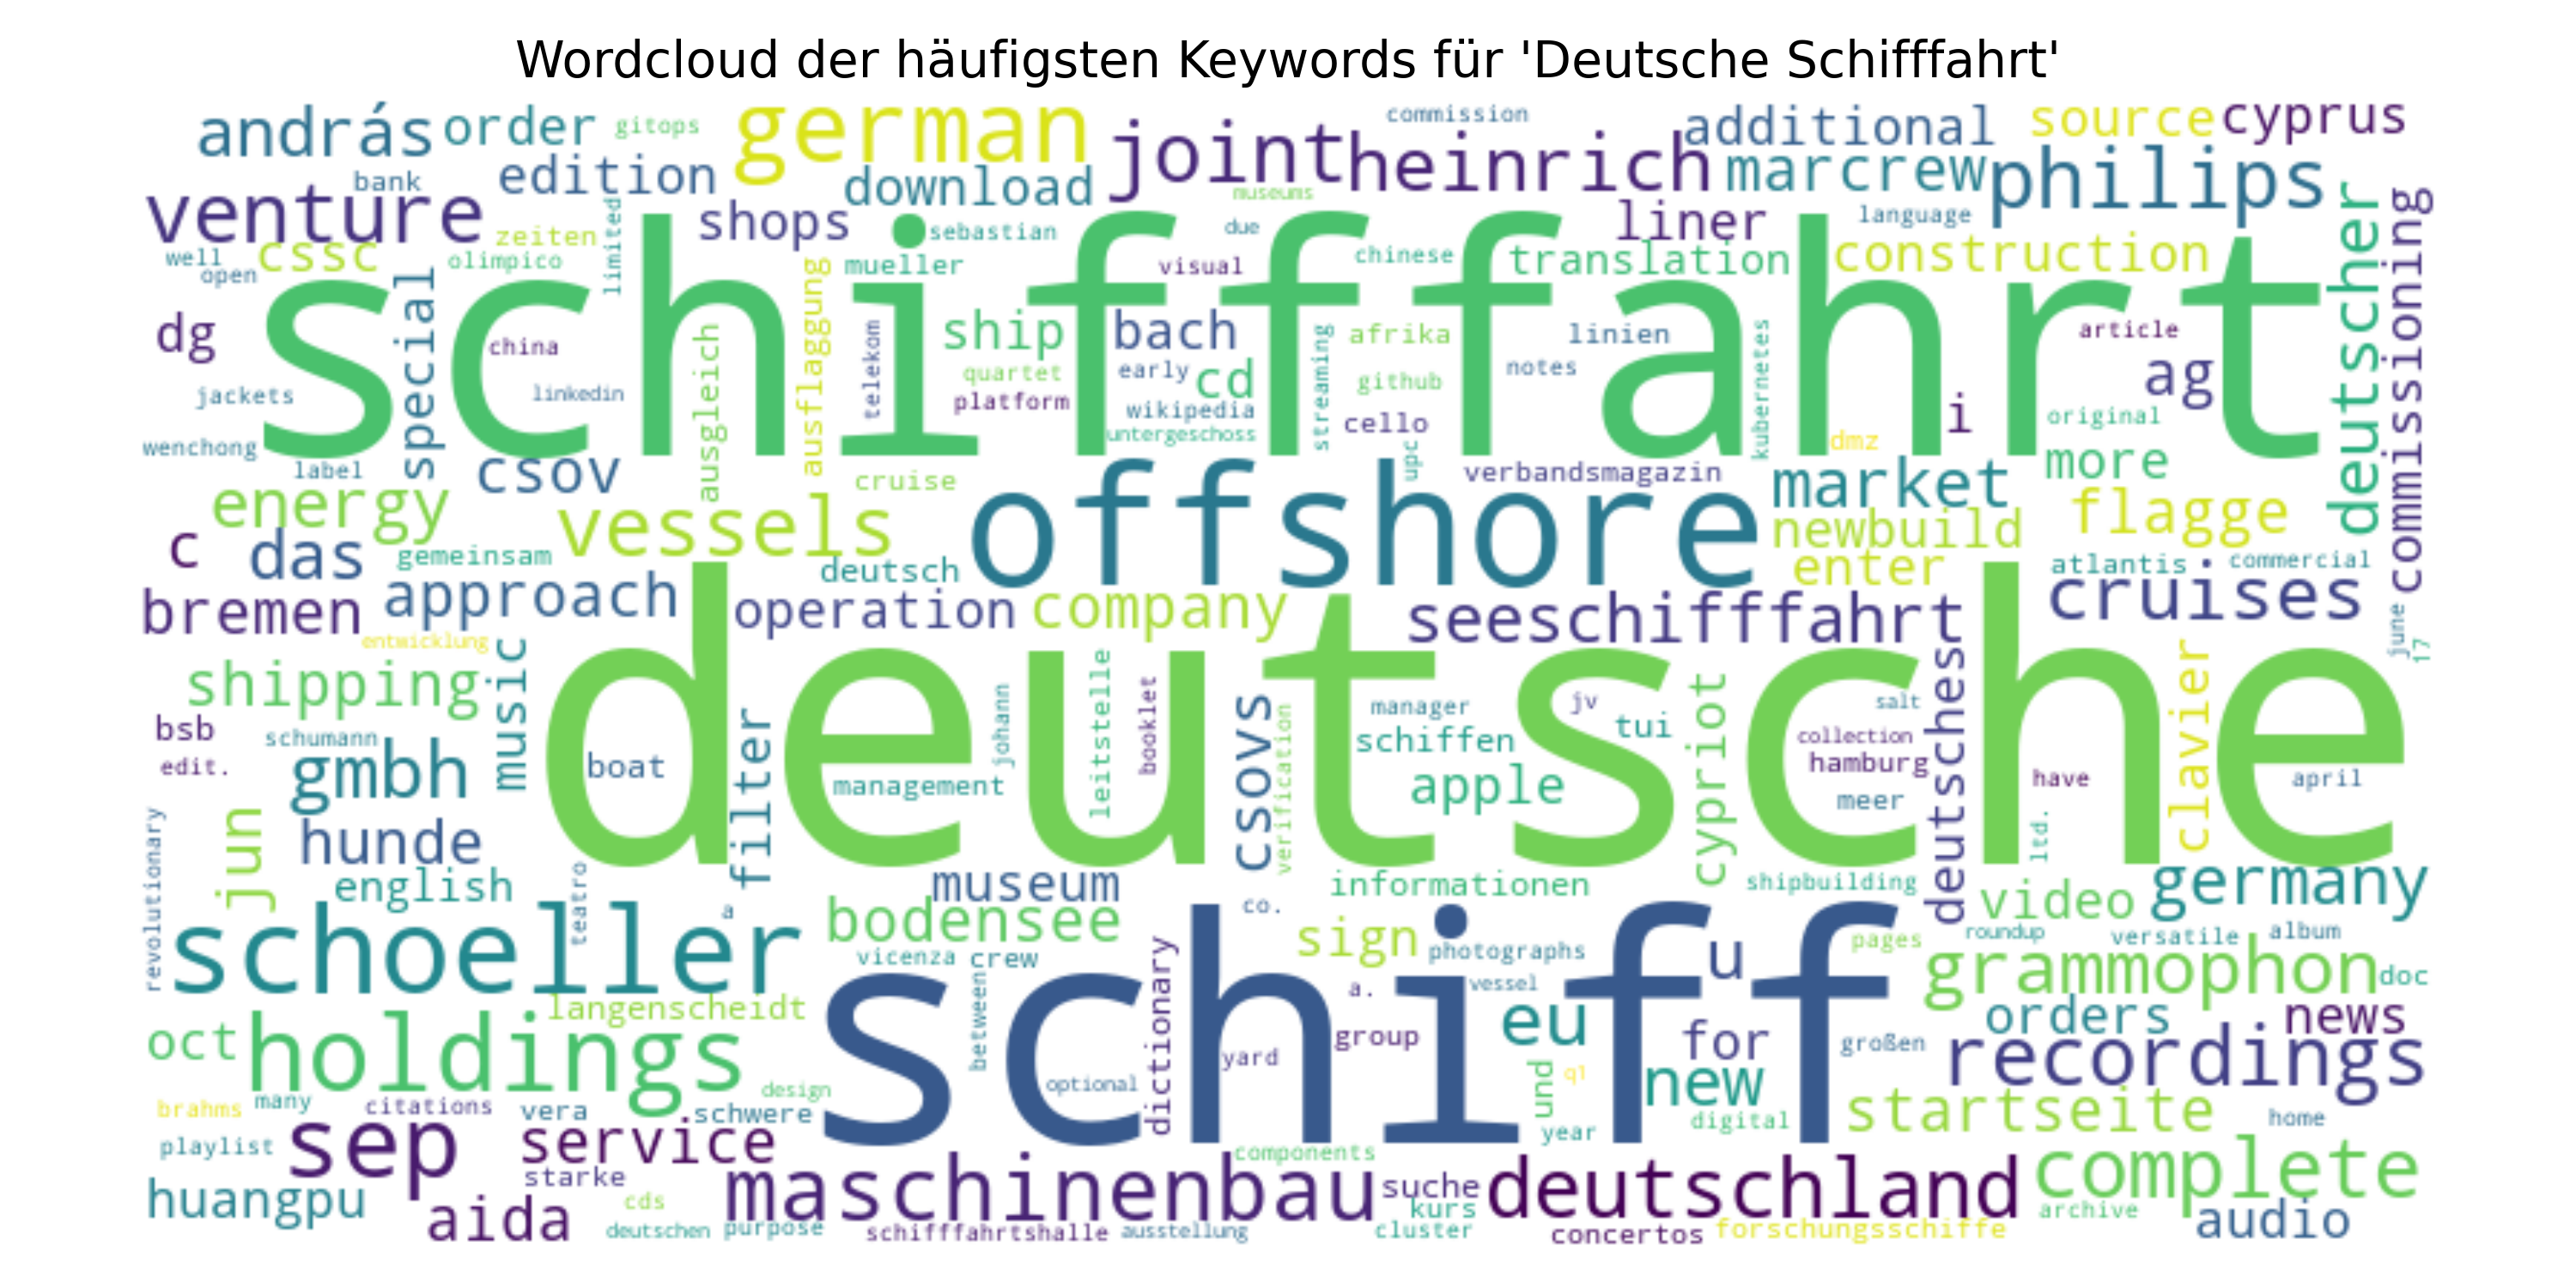 Wordcloud der häufigsten Keywords für 'Deutsche Schifffahrt'
andrás order gitops german joint heinrich commission additional source cyprus
venture bank edition download museums marcrew philips
limited shops sebastian due liner language deutscher commissioning
well cssc zeiten olimpico mueller visual chinese translation construction
open special schifffahrt
dg china ausgleich ausflaggung telekom ship bach streaming afrika linien kubernetes article
jackets linkedin quartet early cd github notes ag
platform wikipedia cello i original
wenchong untergeschoss dmz
label csov cruise upc verbandsmagazin market more
energy vessels offshore newbuild flagge
c das gemeinsam deutsch enter atlantis commercial
bremen approach operation company seeschifffahrt cruises june 17
entwicklung music deutsche deutsches clavier
shipping johann leitstelle booklet csovs verification manager jv cypriot salt
bsb schumann filter schiffen tui collection
edit. gmbh boat management apple hamburg have april
meer
revolutionary jun hunde ltd.
english teatro museum informationen shipbuilding video germany
schoeller a bodensee co. sign photographs u pages roundup versatile album
vicenza crew dictionary schiff a. vessel grammophon doc
oct holdings langenscheidt between group eu for großen orders news
yard recordings
design optional und q1 new
brahms many citations vera schwere year digital startseite home
playlist sep service components complete
starke maschinenbau suche deutschland
huangpu aida cds kurs archive audio
deutschen purpose schifffahrtshalle ausstellung cluster concertos forschungsschiffe